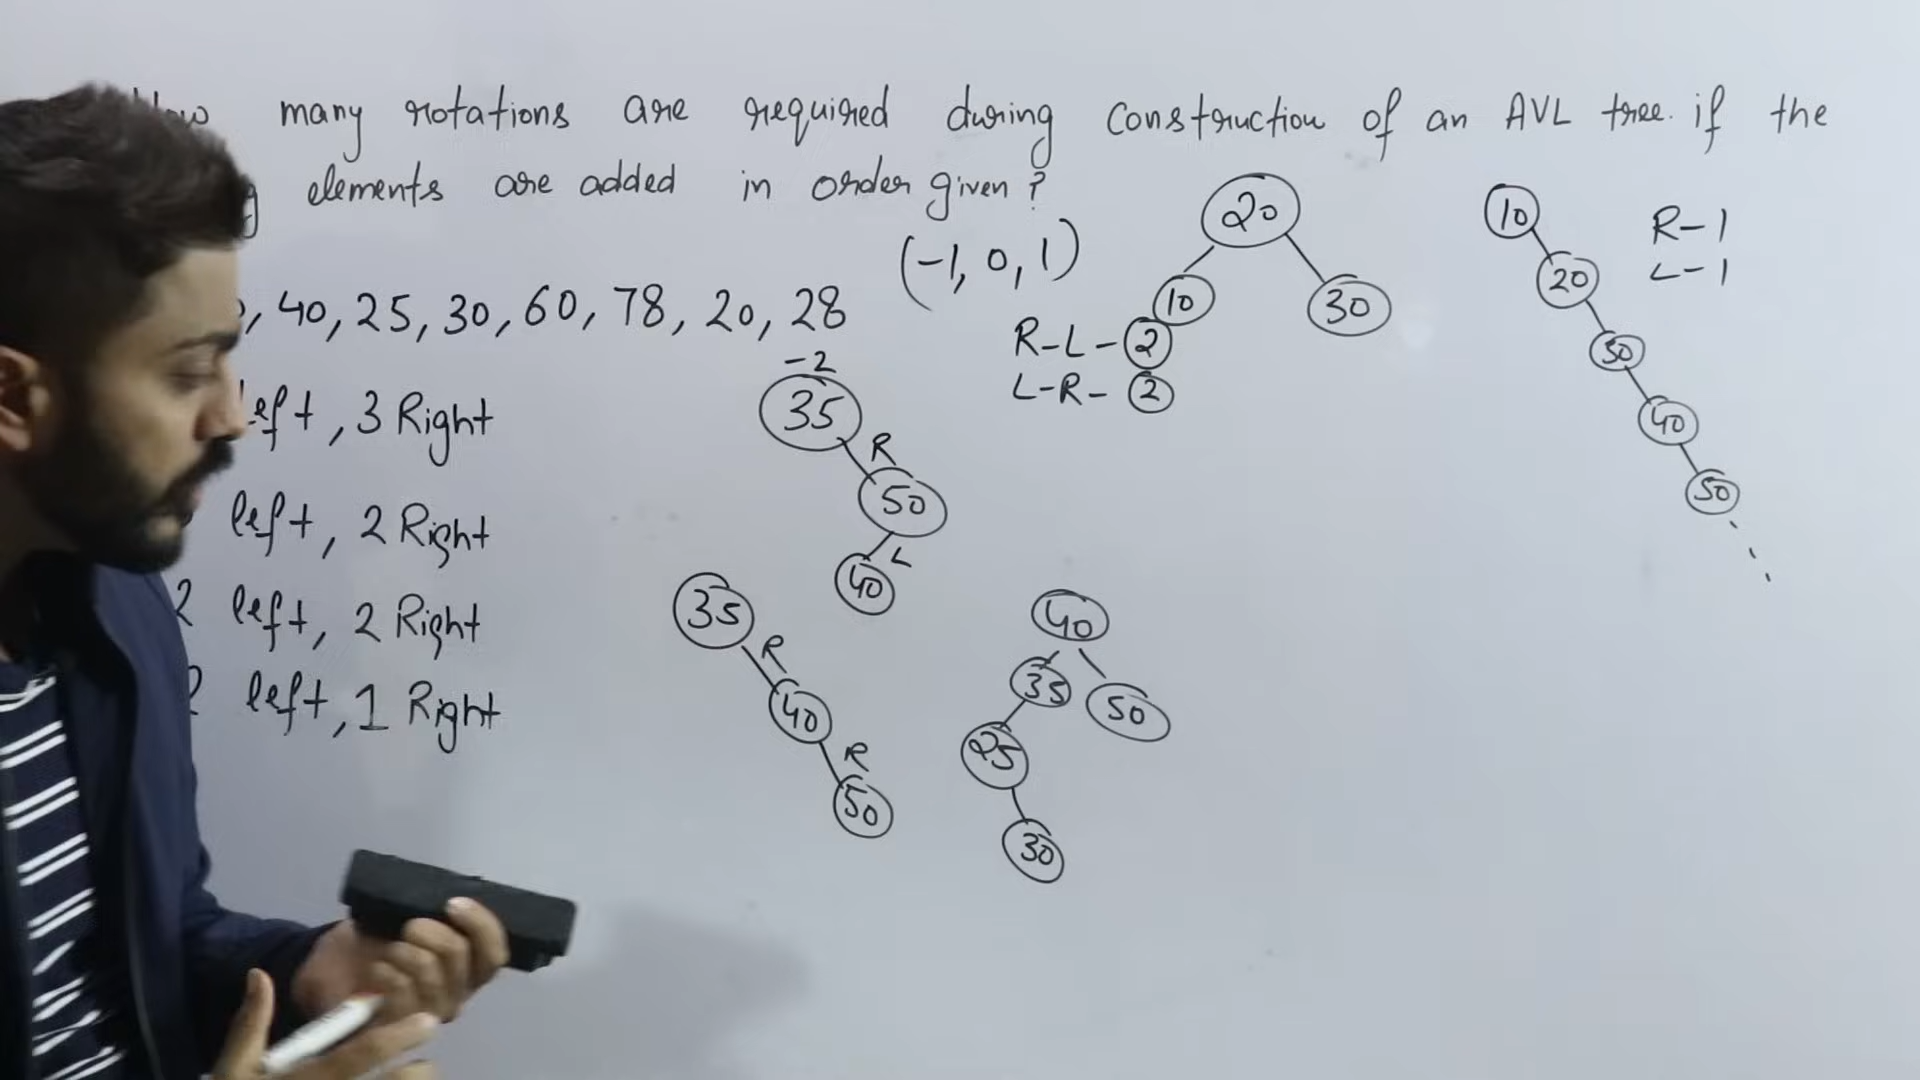 many rotations are required during construction of an AVL tree. if the
elements are added in order given ?
, 40, 25, 30, 60, 78, 20, 28
(-1, 0, 1)
left, 3 Right
left, 2 Right
2 left, 2 Right
2 left, 1 Right
20
10
30
R-L-2
L-R-2
-2
35
R
50
L
40
35
R
40
R
50
40
35
50
25
30
10
20
30
40
50
R-1
L-1